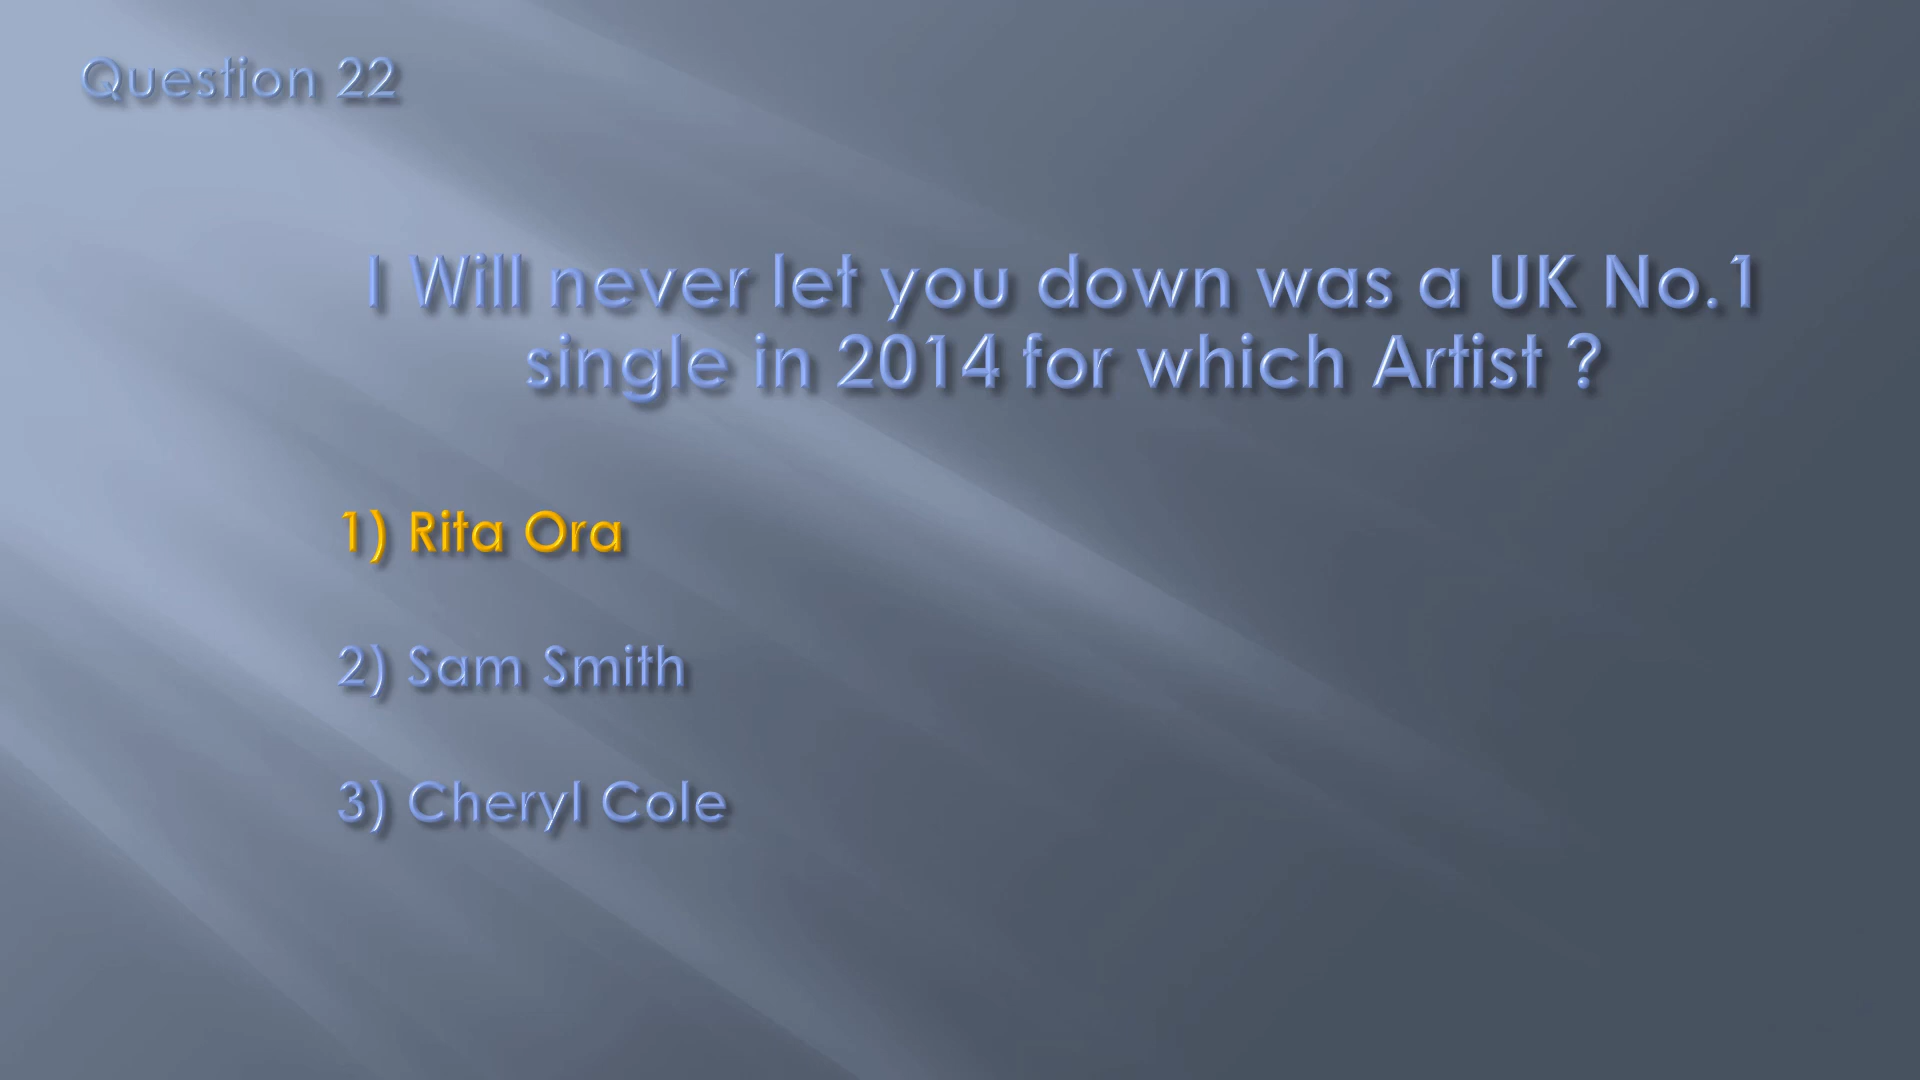 Question 22
I Will never let you down was a UK No.1
single in 2014 for which Artist ?
1) Rita Ora
2) Sam Smith
3) Cheryl Cole